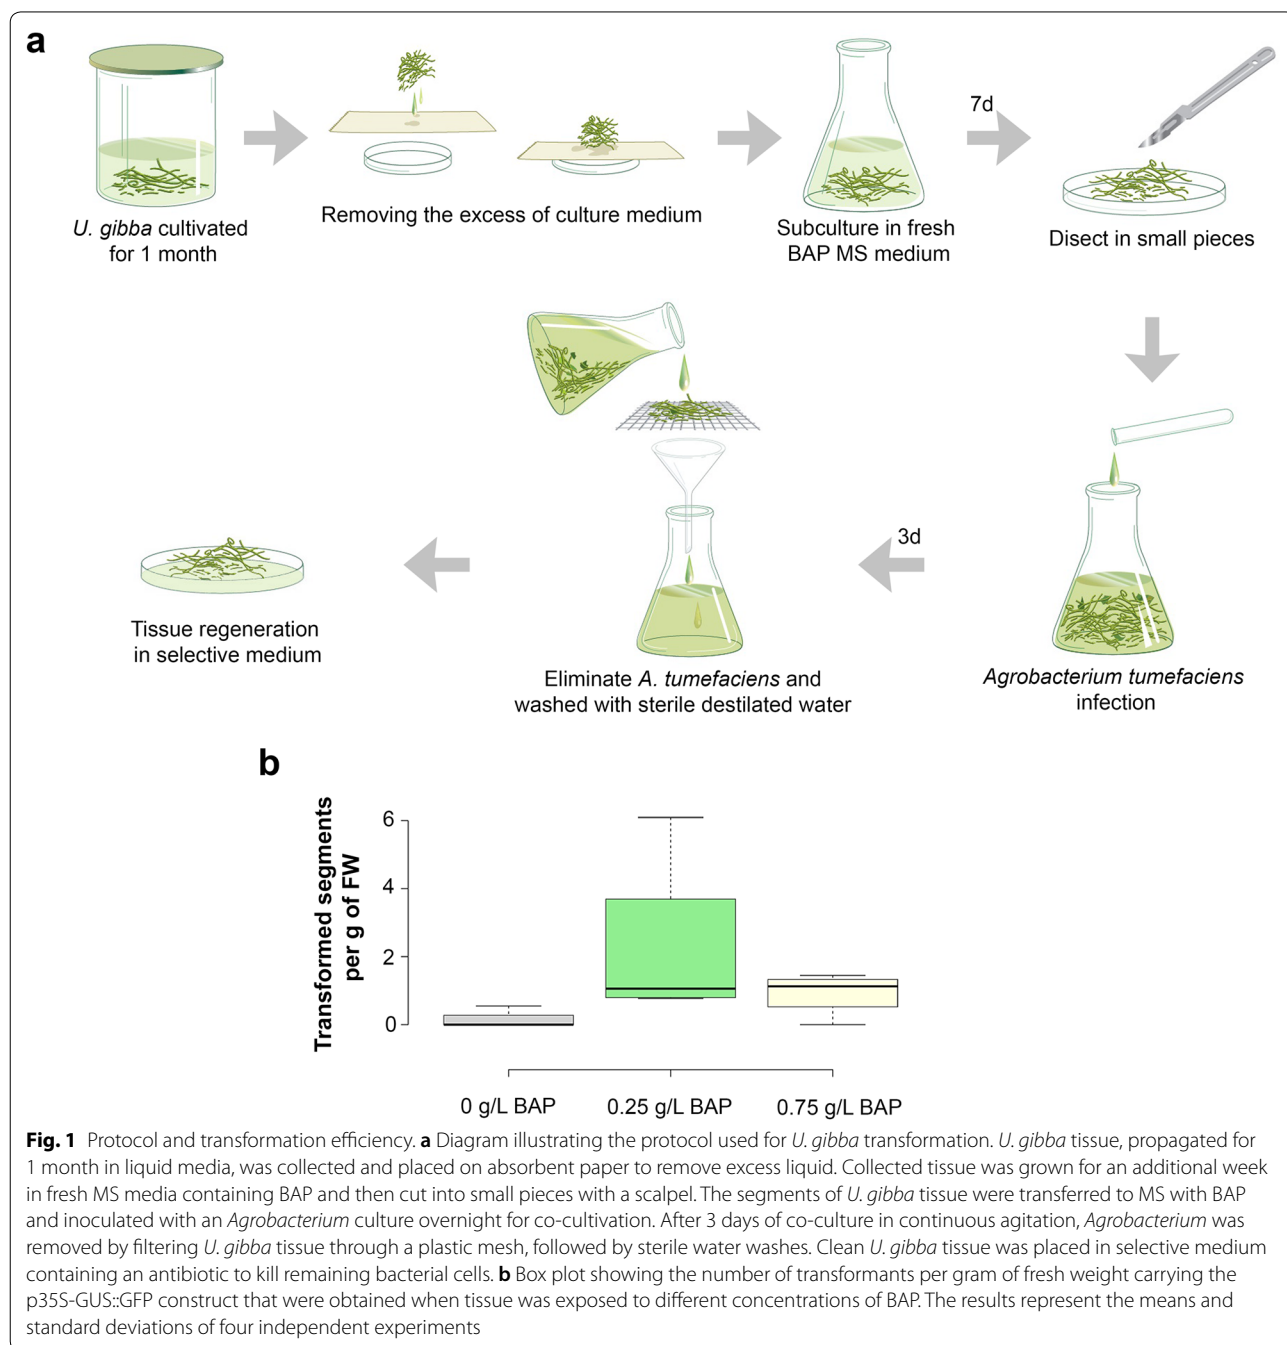 a
7d
U. gibba cultivated
for 1 month
Removing the excess of culture medium
Subculture in fresh
BAP MS medium
Disect in small pieces
3d
Tissue regeneration
in selective medium
Eliminate A. tumefaciens and
washed with sterile destilated water
Agrobacterium tumefaciens
infection
b
Transformed segments
per g of FW
6
4
2
0
0 g/L BAP
0.25 g/L BAP
0.75 g/L BAP
Fig. 1 Protocol and transformation efficiency. a Diagram illustrating the protocol used for U. gibba transformation. U. gibba tissue, propagated for
1 month in liquid media, was collected and placed on absorbent paper to remove excess liquid. Collected tissue was grown for an additional week
in fresh MS media containing BAP and then cut into small pieces with a scalpel. The segments of U. gibba tissue were transferred to MS with BAP
and inoculated with an Agrobacterium culture overnight for co-cultivation. After 3 days of co-culture in continuous agitation, Agrobacterium was
removed by filtering U. gibba tissue through a plastic mesh, followed by sterile water washes. Clean U. gibba tissue was placed in selective medium
containing an antibiotic to kill remaining bacterial cells. b Box plot showing the number of transformants per gram of fresh weight carrying the
p35S-GUS::GFP construct that were obtained when tissue was exposed to different concentrations of BAP. The results represent the means and
standard deviations of four independent experiments